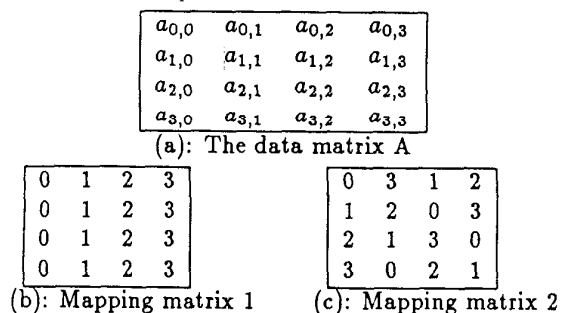 a0,0 a0,1 a0,2 a0,3
a1,0 a1,1 a1,2 a1,3
a2,0 a2,1 a2,2 a2,3
a3,0 a3,1 a3,2 a3,3
(a): The data matrix A
0 1 2 3
0 1 2 3
0 1 2 3
0 1 2 3
(b): Mapping matrix 1
0 3 1 2
1 2 0 3
2 1 3 0
3 0 2 1
(c): Mapping matrix 2